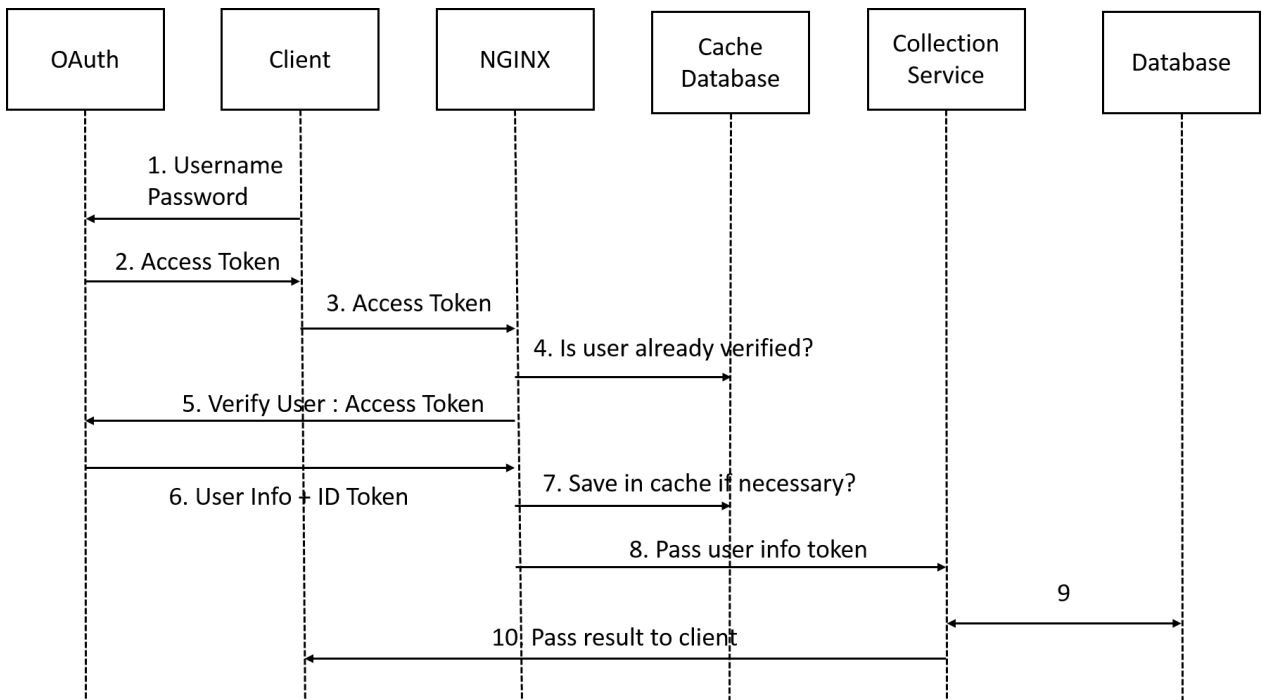 OAuth
Client
NGINX
Cache
Database
Collection
Service
Database
1. Username
Password
2. Access Token
3. Access Token
4. Is user already verified?
5. Verify User : Access Token
6. User Info + ID Token
7. Save in cache if necessary?
8. Pass user info token
9
10. Pass result to client